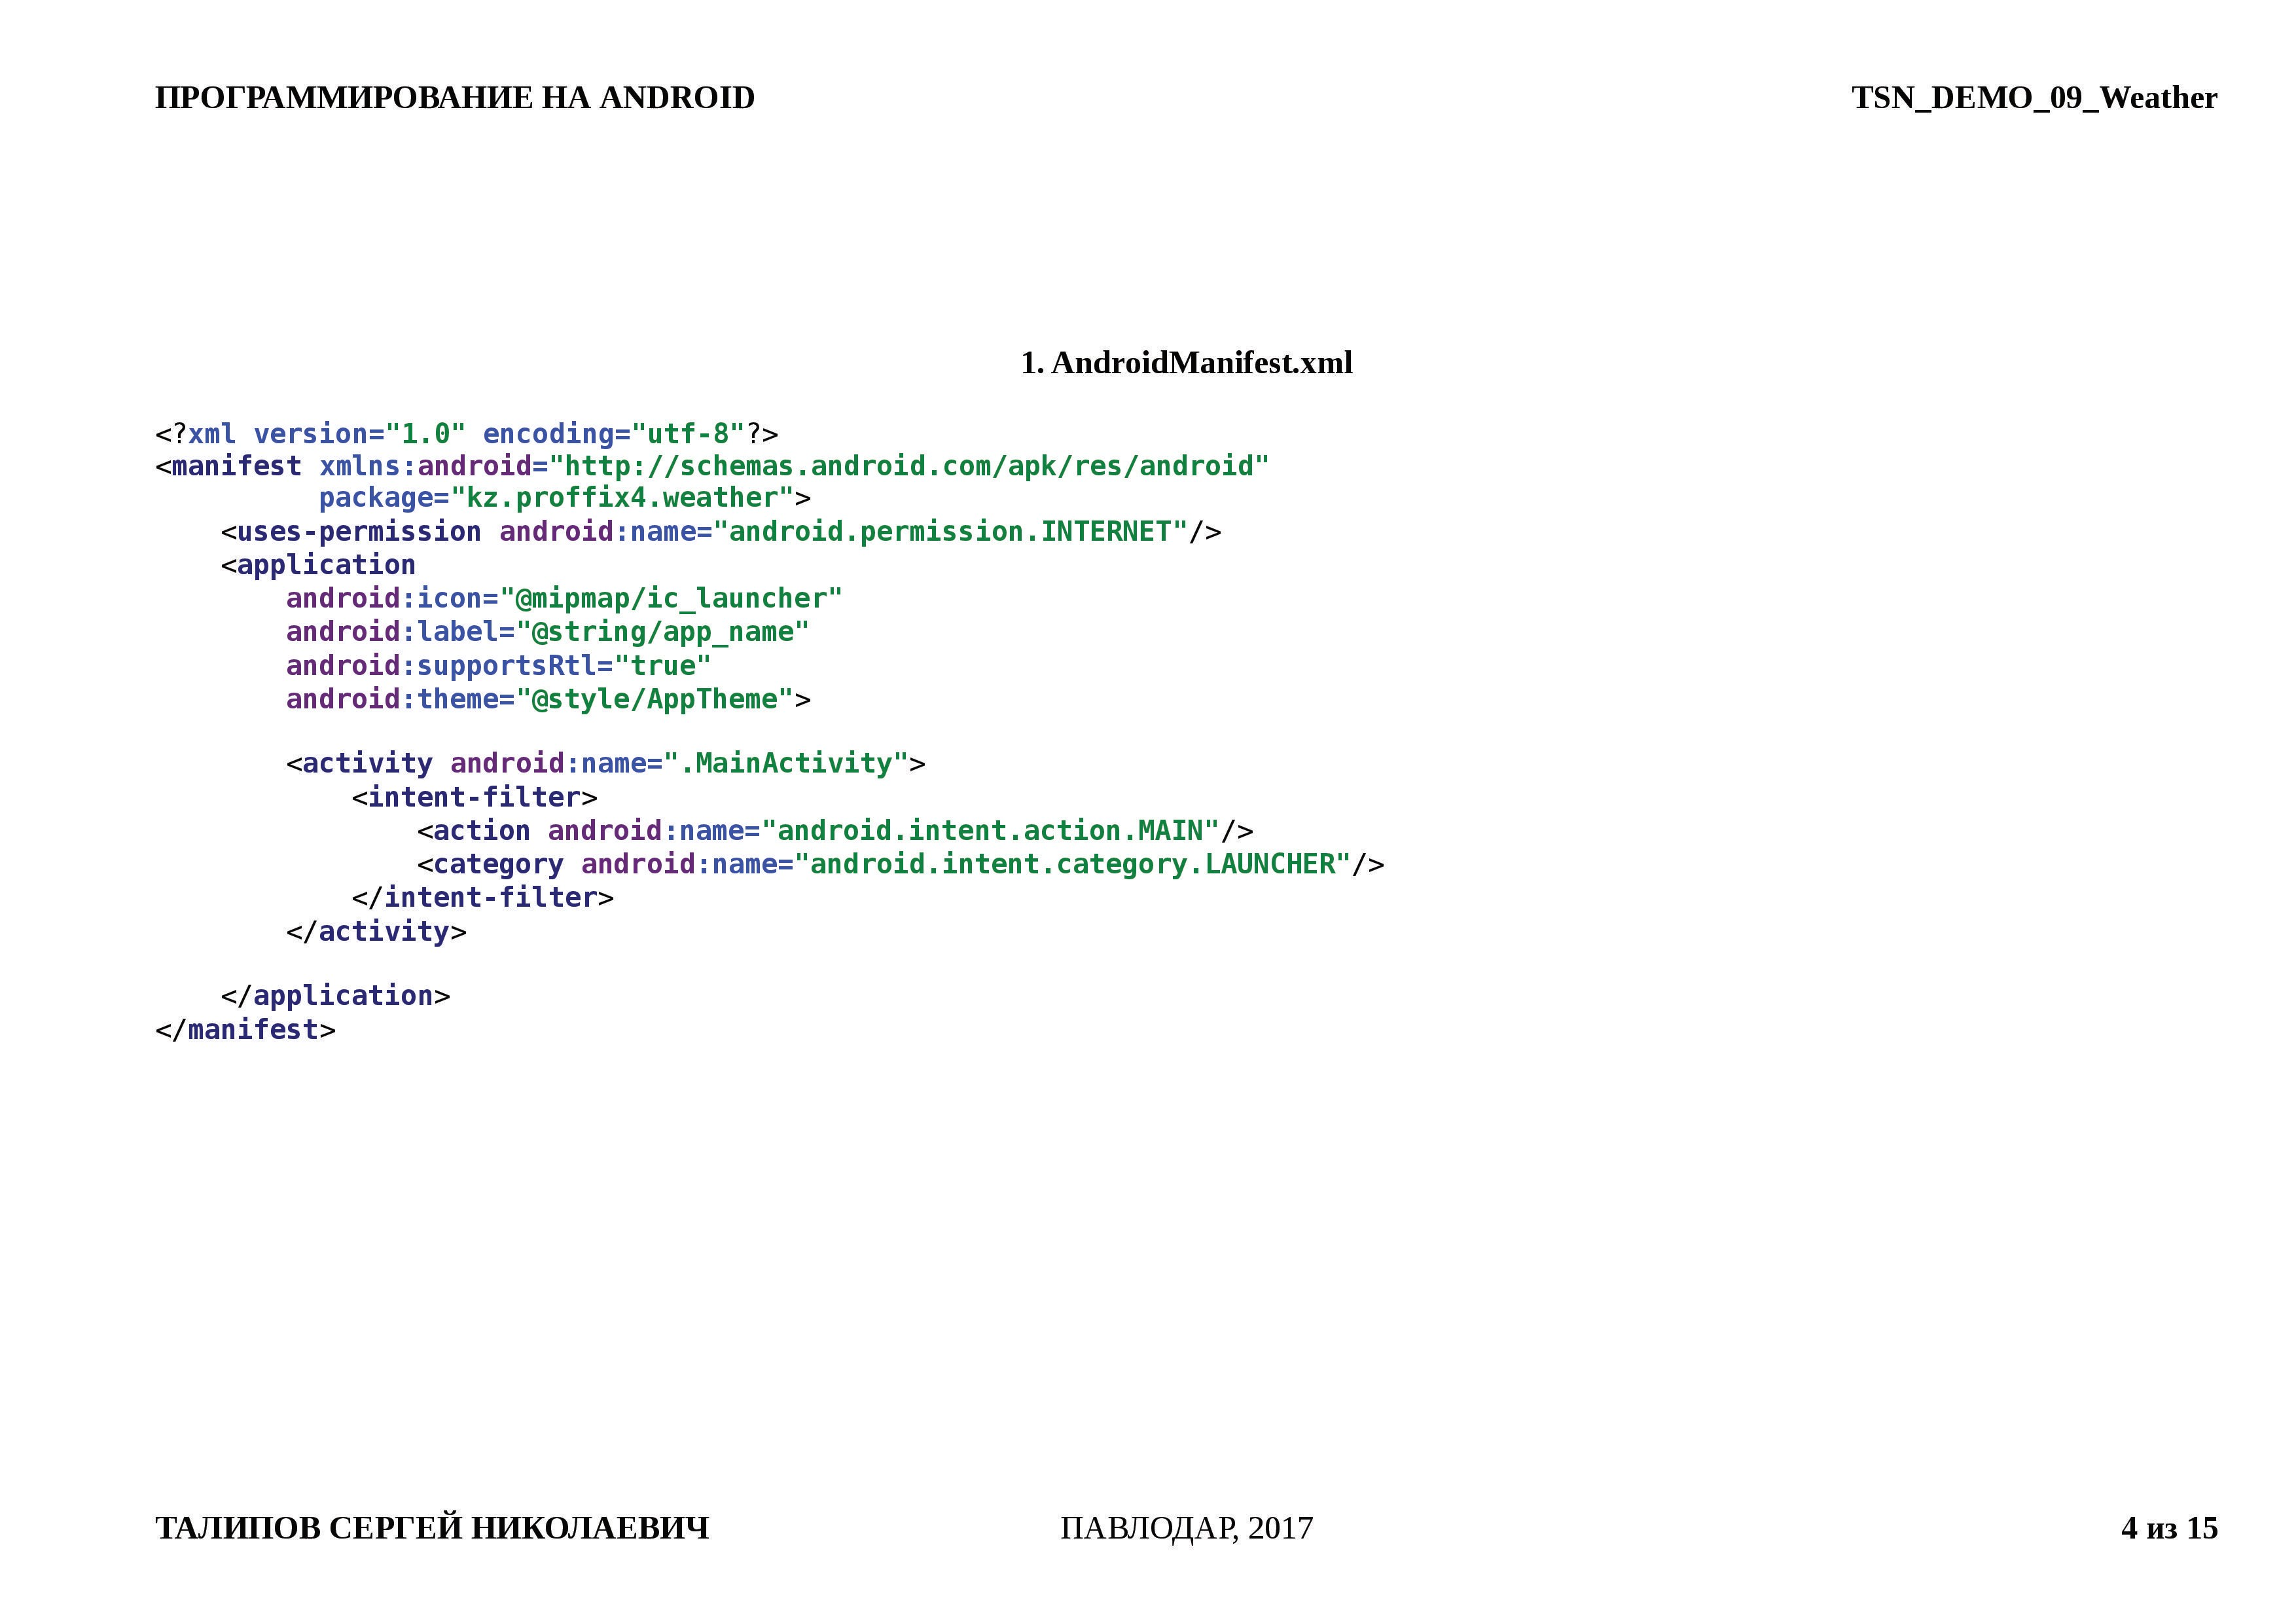 ПРОГРАММИРОВАНИЕ НА ANDROID TSN_DEMO_09_Weather
1. AndroidManifest.xml
<?xml version="1.0" encoding="utf-8"?>
<manifest xmlns:android="http://schemas.android.com/apk/res/android"
          package="kz.proffix4.weather">
    <uses-permission android:name="android.permission.INTERNET"/>
    <application
        android:icon="@mipmap/ic_launcher"
        android:label="@string/app_name"
        android:supportsRtl="true"
        android:theme="@style/AppTheme">
        <activity android:name=".MainActivity">
            <intent-filter>
                <action android:name="android.intent.action.MAIN"/>
                <category android:name="android.intent.category.LAUNCHER"/>
            </intent-filter>
        </activity>
    </application>
</manifest>
ТАЛИПОВ СЕРГЕЙ НИКОЛАЕВИЧ ПАВЛОДАР, 2017 4 из 15